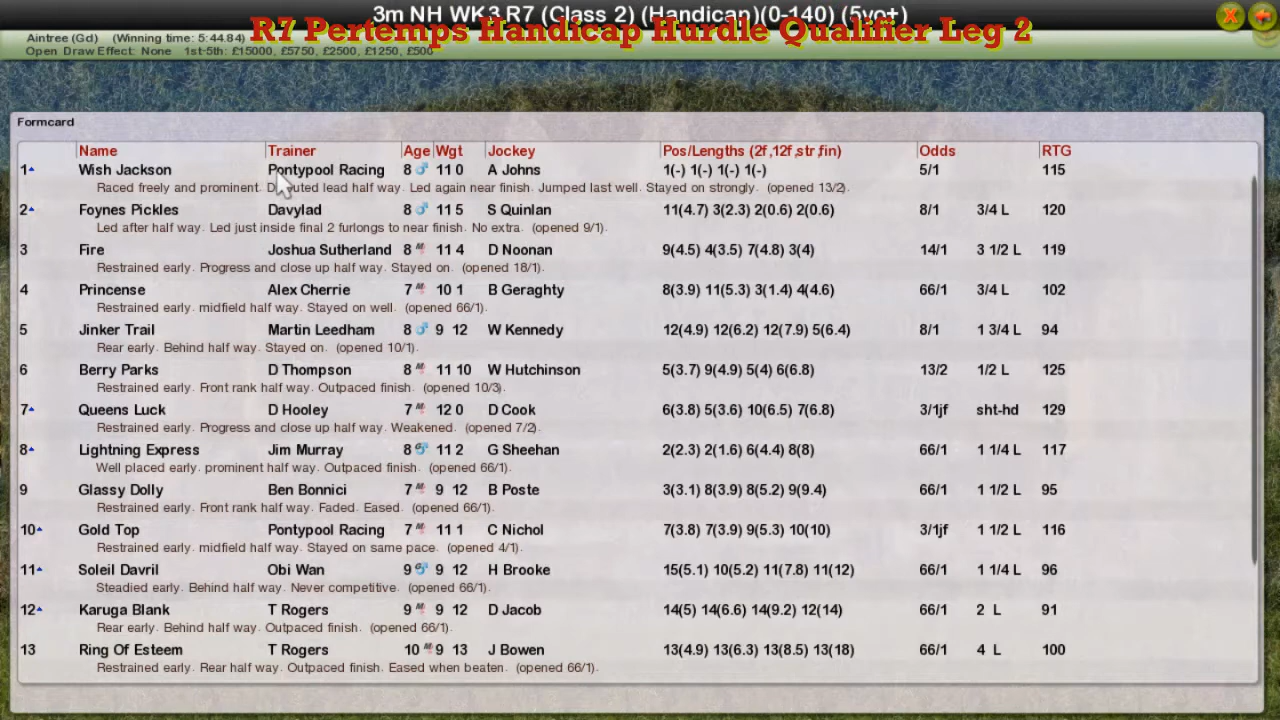 3m NH WK3 R7 (Class 2) (Handicap)(0-140) (5yo+)
R7 Pertemps Handicap Hurdle Qualifier Leg 2
Aintree (Gd) (Winning time: 5:44.84)
Open Draw Effect: None 1st-5th: £15000, £5750, £2500, £1250, £500
Formcard
Name Trainer Age Wgt Jockey Pos/Lengths (2f,12f,str,fin) Odds RTG
1 Wish Jackson Pontypool Racing 8 11 0 A Johns 1(-) 1(-) 1(-) 1(-) 5/1 115
Raced freely and prominent. Disputed lead half way. Led again near finish. Jumped last well. Stayed on strongly. (opened 13/2).
2 Foynes Pickles Davylad 8 11 5 S Quinlan 11(4.7) 3(2.3) 2(0.6) 2(0.6) 8/1 3/4 L 120
Led after half way. Led just inside final 2 furlongs to near finish. No extra. (opened 9/1).
3 Fire Joshua Sutherland 8 11 4 D Noonan 9(4.5) 4(3.5) 7(4.8) 3(4) 14/1 3 1/2 L 119
Restrained early. Progress and close up half way. Stayed on. (opened 18/1).
4 Princense Alex Cherrie 7 10 1 B Geraghty 8(3.9) 11(5.3) 3(1.4) 4(4.6) 66/1 3/4 L 102
Restrained early. midfield half way. Stayed on well. (opened 66/1).
5 Jinker Trail Martin Leedham 8 9 12 W Kennedy 12(4.9) 12(6.2) 12(7.9) 5(6.4) 8/1 1 3/4 L 94
Rear early. Behind half way. Stayed on. (opened 10/1).
6 Berry Parks D Thompson 8 11 10 W Hutchinson 5(3.7) 9(4.9) 5(4) 6(6.8) 13/2 1/2 L 125
Restrained early. Front rank half way. Outpaced finish. (opened 10/3).
7 Queens Luck D Hooley 7 12 0 D Cook 6(3.8) 5(3.6) 10(6.5) 7(6.8) 3/1jf sht-hd 129
Restrained early. Progress and close up half way. Weakened. (opened 7/2).
8 Lightning Express Jim Murray 8 11 2 G Sheehan 2(2.3) 2(1.6) 6(4.4) 8(8) 66/1 1 1/4 L 117
Well placed early. prominent half way. Outpaced finish. (opened 66/1).
9 Glassy Dolly Ben Bonnici 7 9 12 B Poste 3(3.1) 8(3.9) 8(5.2) 9(9.4) 66/1 1 1/2 L 95
Restrained early. Front rank half way. Faded. Eased. (opened 66/1).
10 Gold Top Pontypool Racing 7 11 1 C Nichol 7(3.8) 7(3.9) 9(5.3) 10(10) 3/1jf 1 1/2 L 116
Restrained early. midfield half way. Stayed on same pace. (opened 4/1).
11 Soleil Davril Obi Wan 9 9 12 H Brooke 15(5.1) 10(5.2) 11(7.8) 11(12) 66/1 1 1/4 L 96
Steadied early. Behind half way. Never competitive. (opened 66/1).
12 Karuga Blank T Rogers 9 9 12 D Jacob 14(5) 14(6.6) 14(9.2) 12(14) 66/1 2 L 91
Rear early. Behind half way. Outpaced finish. (opened 66/1).
13 Ring Of Esteem T Rogers 10 9 13 J Bowen 13(4.9) 13(6.3) 13(8.5) 13(18) 66/1 4 L 100
Restrained early. Rear half way. Outpaced finish. Eased when beaten. (opened 66/1).